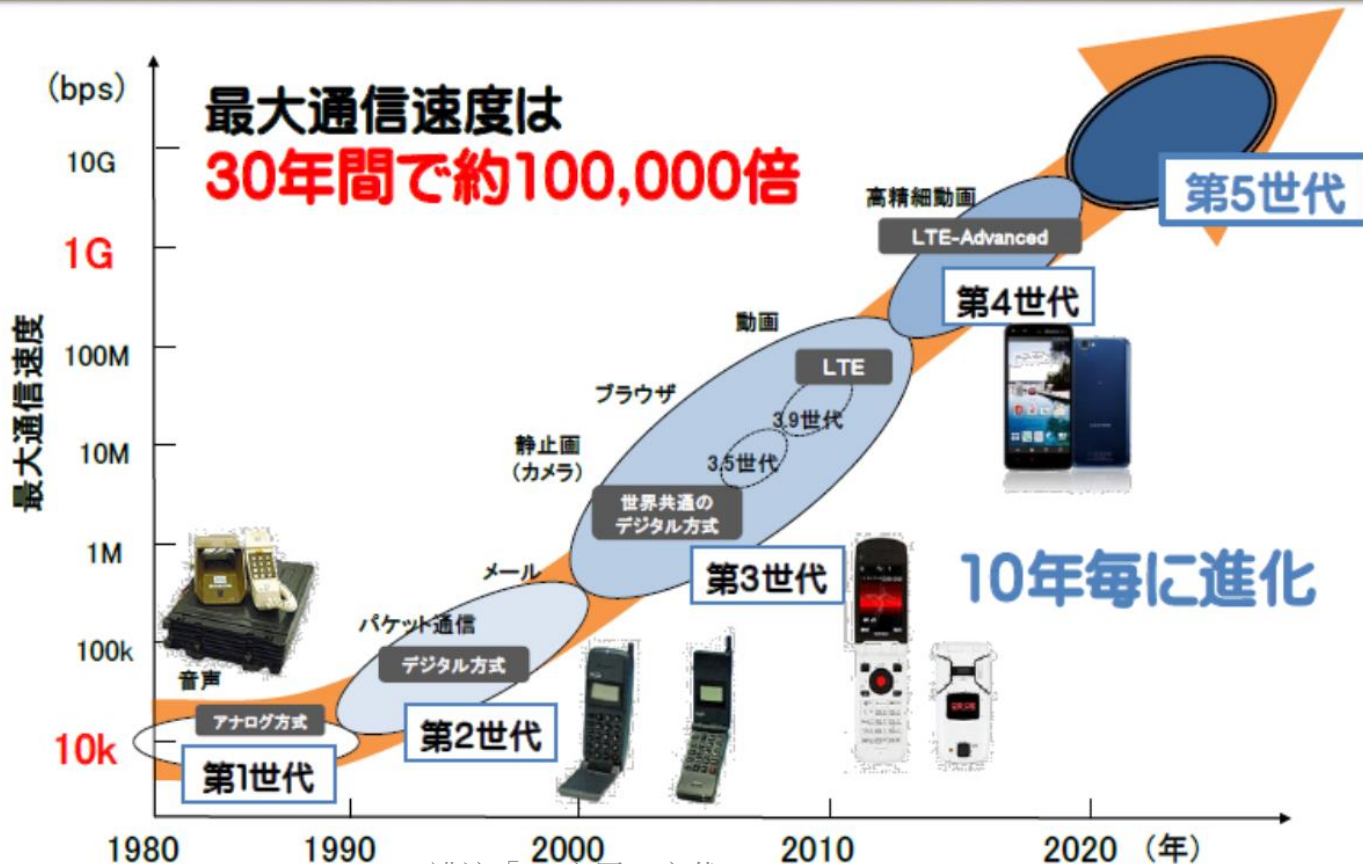 (bps)
最大通信速度は
30年間で約100,000倍
10G
1G
100M
10M
1M
100k
10k
最大通信速度
第5世代
高精細動画
LTE-Advanced
第4世代
動画
LTE
ブラウザ
3.9世代
静止画
(カメラ)
3.5世代
世界共通の
デジタル方式
第3世代
10年毎に進化
メール
パケット通信
デジタル方式
第2世代
音声
アナログ方式
第1世代
1980
1990
2000
2010
2020 (年)